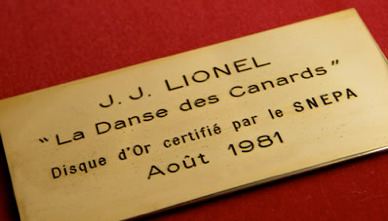 J. J. LIONEL
"La Danse des Canards"
Disque d'Or certifié par le SNEPA
Août 1981